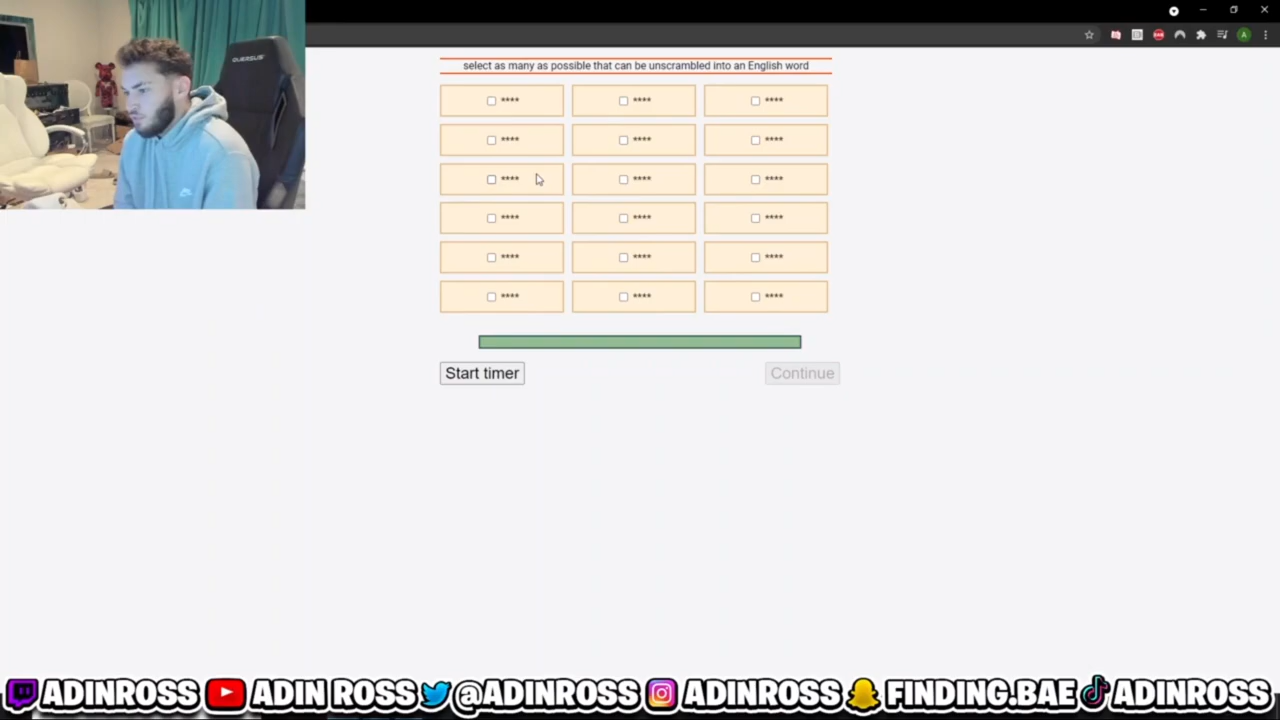 OVERSUS
A
select as many as possible that can be unscrambled into an English word
**** **** ****
**** **** ****
**** **** ****
**** **** ****
**** **** ****
**** **** ****
Start timer Continue
ADINROSS ADIN ROSS @ADINROSS ADINROSS FINDING.BAE ADINROSS